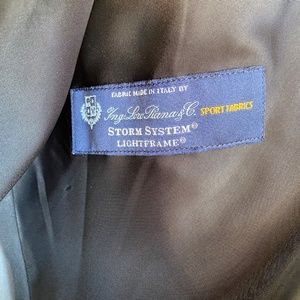 FABRIC MADE IN ITALY BY
Ing. Loro Piana & C. SPORT FABRICS
STORM SYSTEM®
LIGHTFRAME®